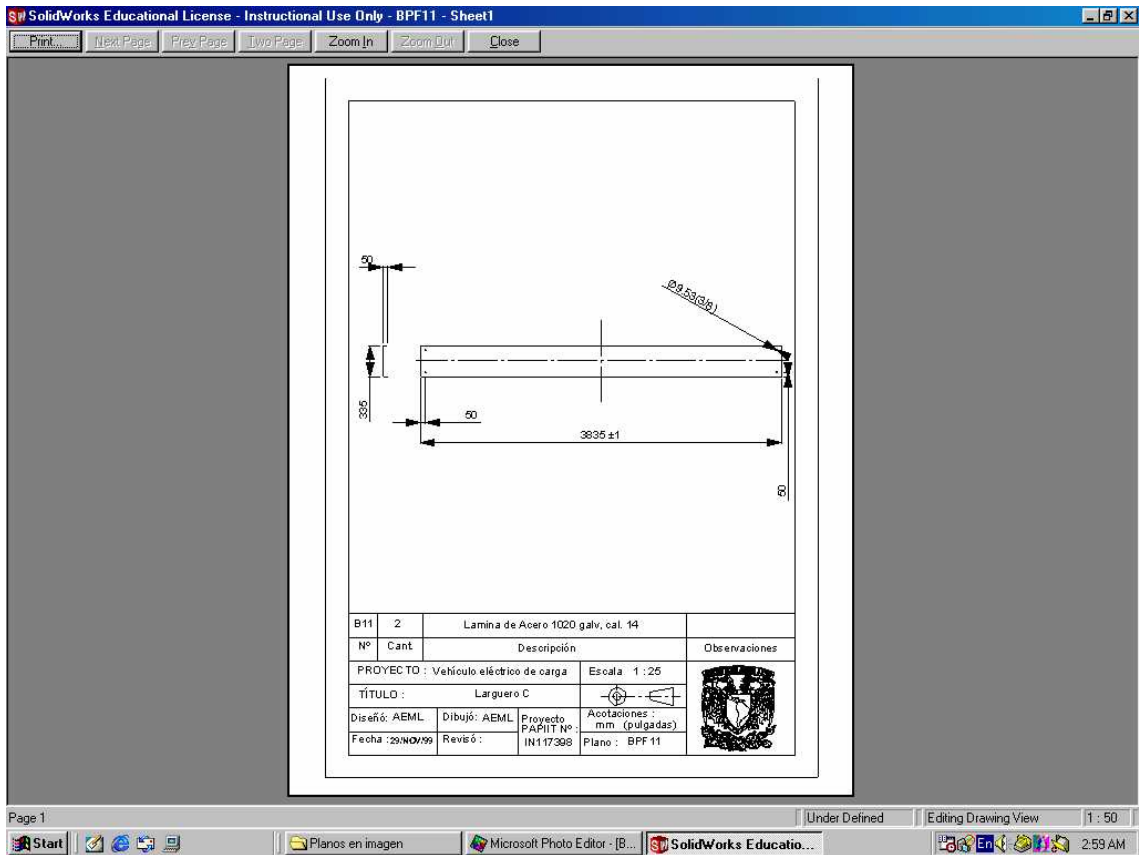 SolidWorks Educational License - Instructional Use Only - BPF11 - Sheet1
Print... Next Page Prev Page Two Page Zoom In Zoom Out Close
50
Ø9.53(3/8)
335
50
3835 ±1
50
B11 2 Lamina de Acero 1020 galv, cal. 14
Nº Cant Descripción Observaciones
PROYECTO : Vehículo eléctrico de carga Escala 1 : 25
TÍTULO : Larguero C
Diseñó: AEML Dibujó: AEML Proyecto PAPIIT Nº : IN117398 Acotaciones : mm (pulgadas)
Fecha : 29/NOV/99 Revisó : Plano : BPF 11
Page 1 Under Defined Editing Drawing View 1 : 50
Start Planos en imagen Microsoft Photo Editor - [B... SolidWorks Educatio... En 2:59 AM